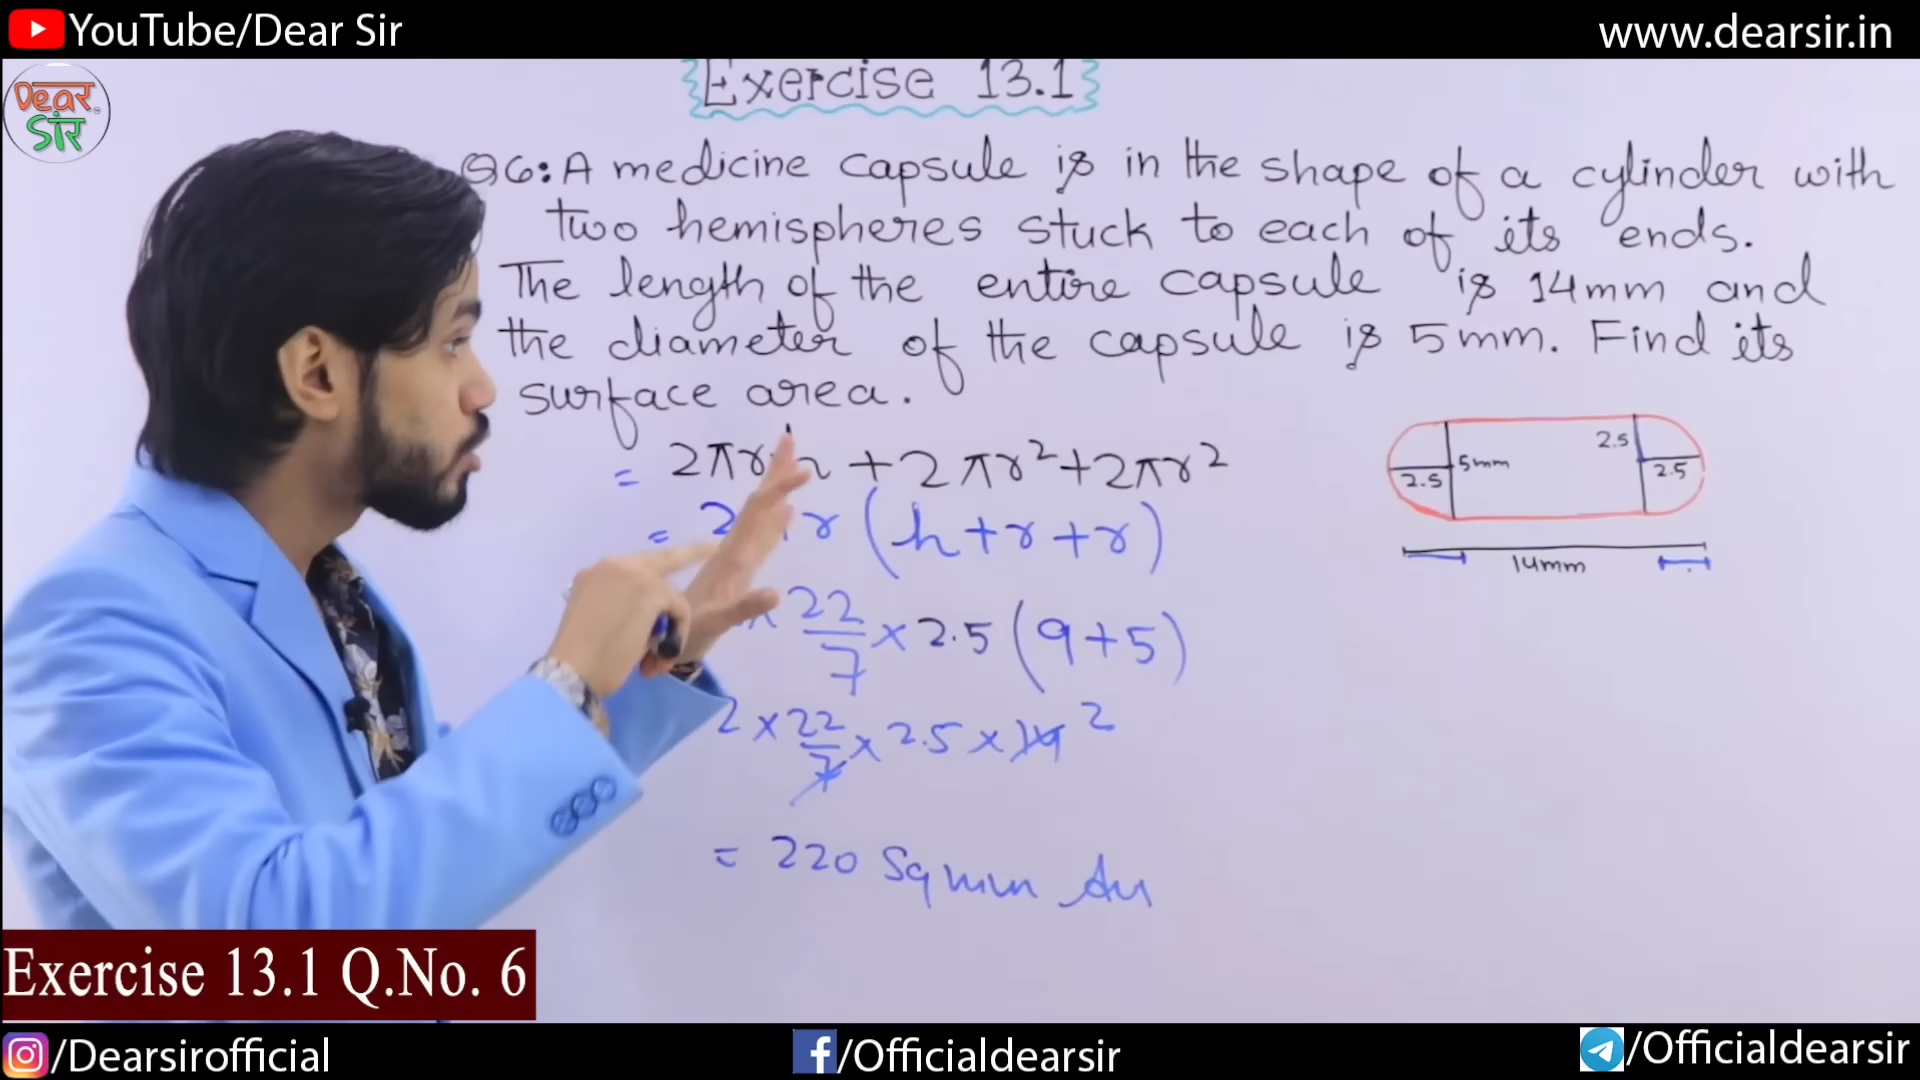 YouTube/Dear Sir
www.dearsir.in
Dear
Sir
Exercise 13.1
Q6: A medicine capsule is in the shape of a cylinder with
two hemispheres stuck to each of its ends.
The length of the entire capsule is 14mm and
the diameter of the capsule is 5mm. Find its
surface area.
= 2πrh + 2πr² + 2πr²
= 2πr (h + r + r)
× 22/7 × 2.5 (9+5)
2 × 22/7 × 2.5 × 14 2
= 220 Sq mm
5mm
2.5
2.5
2.5
14mm
Exercise 13.1 Q.No. 6
/Dearsirofficial
/Officialdearsir
/Officialdearsir